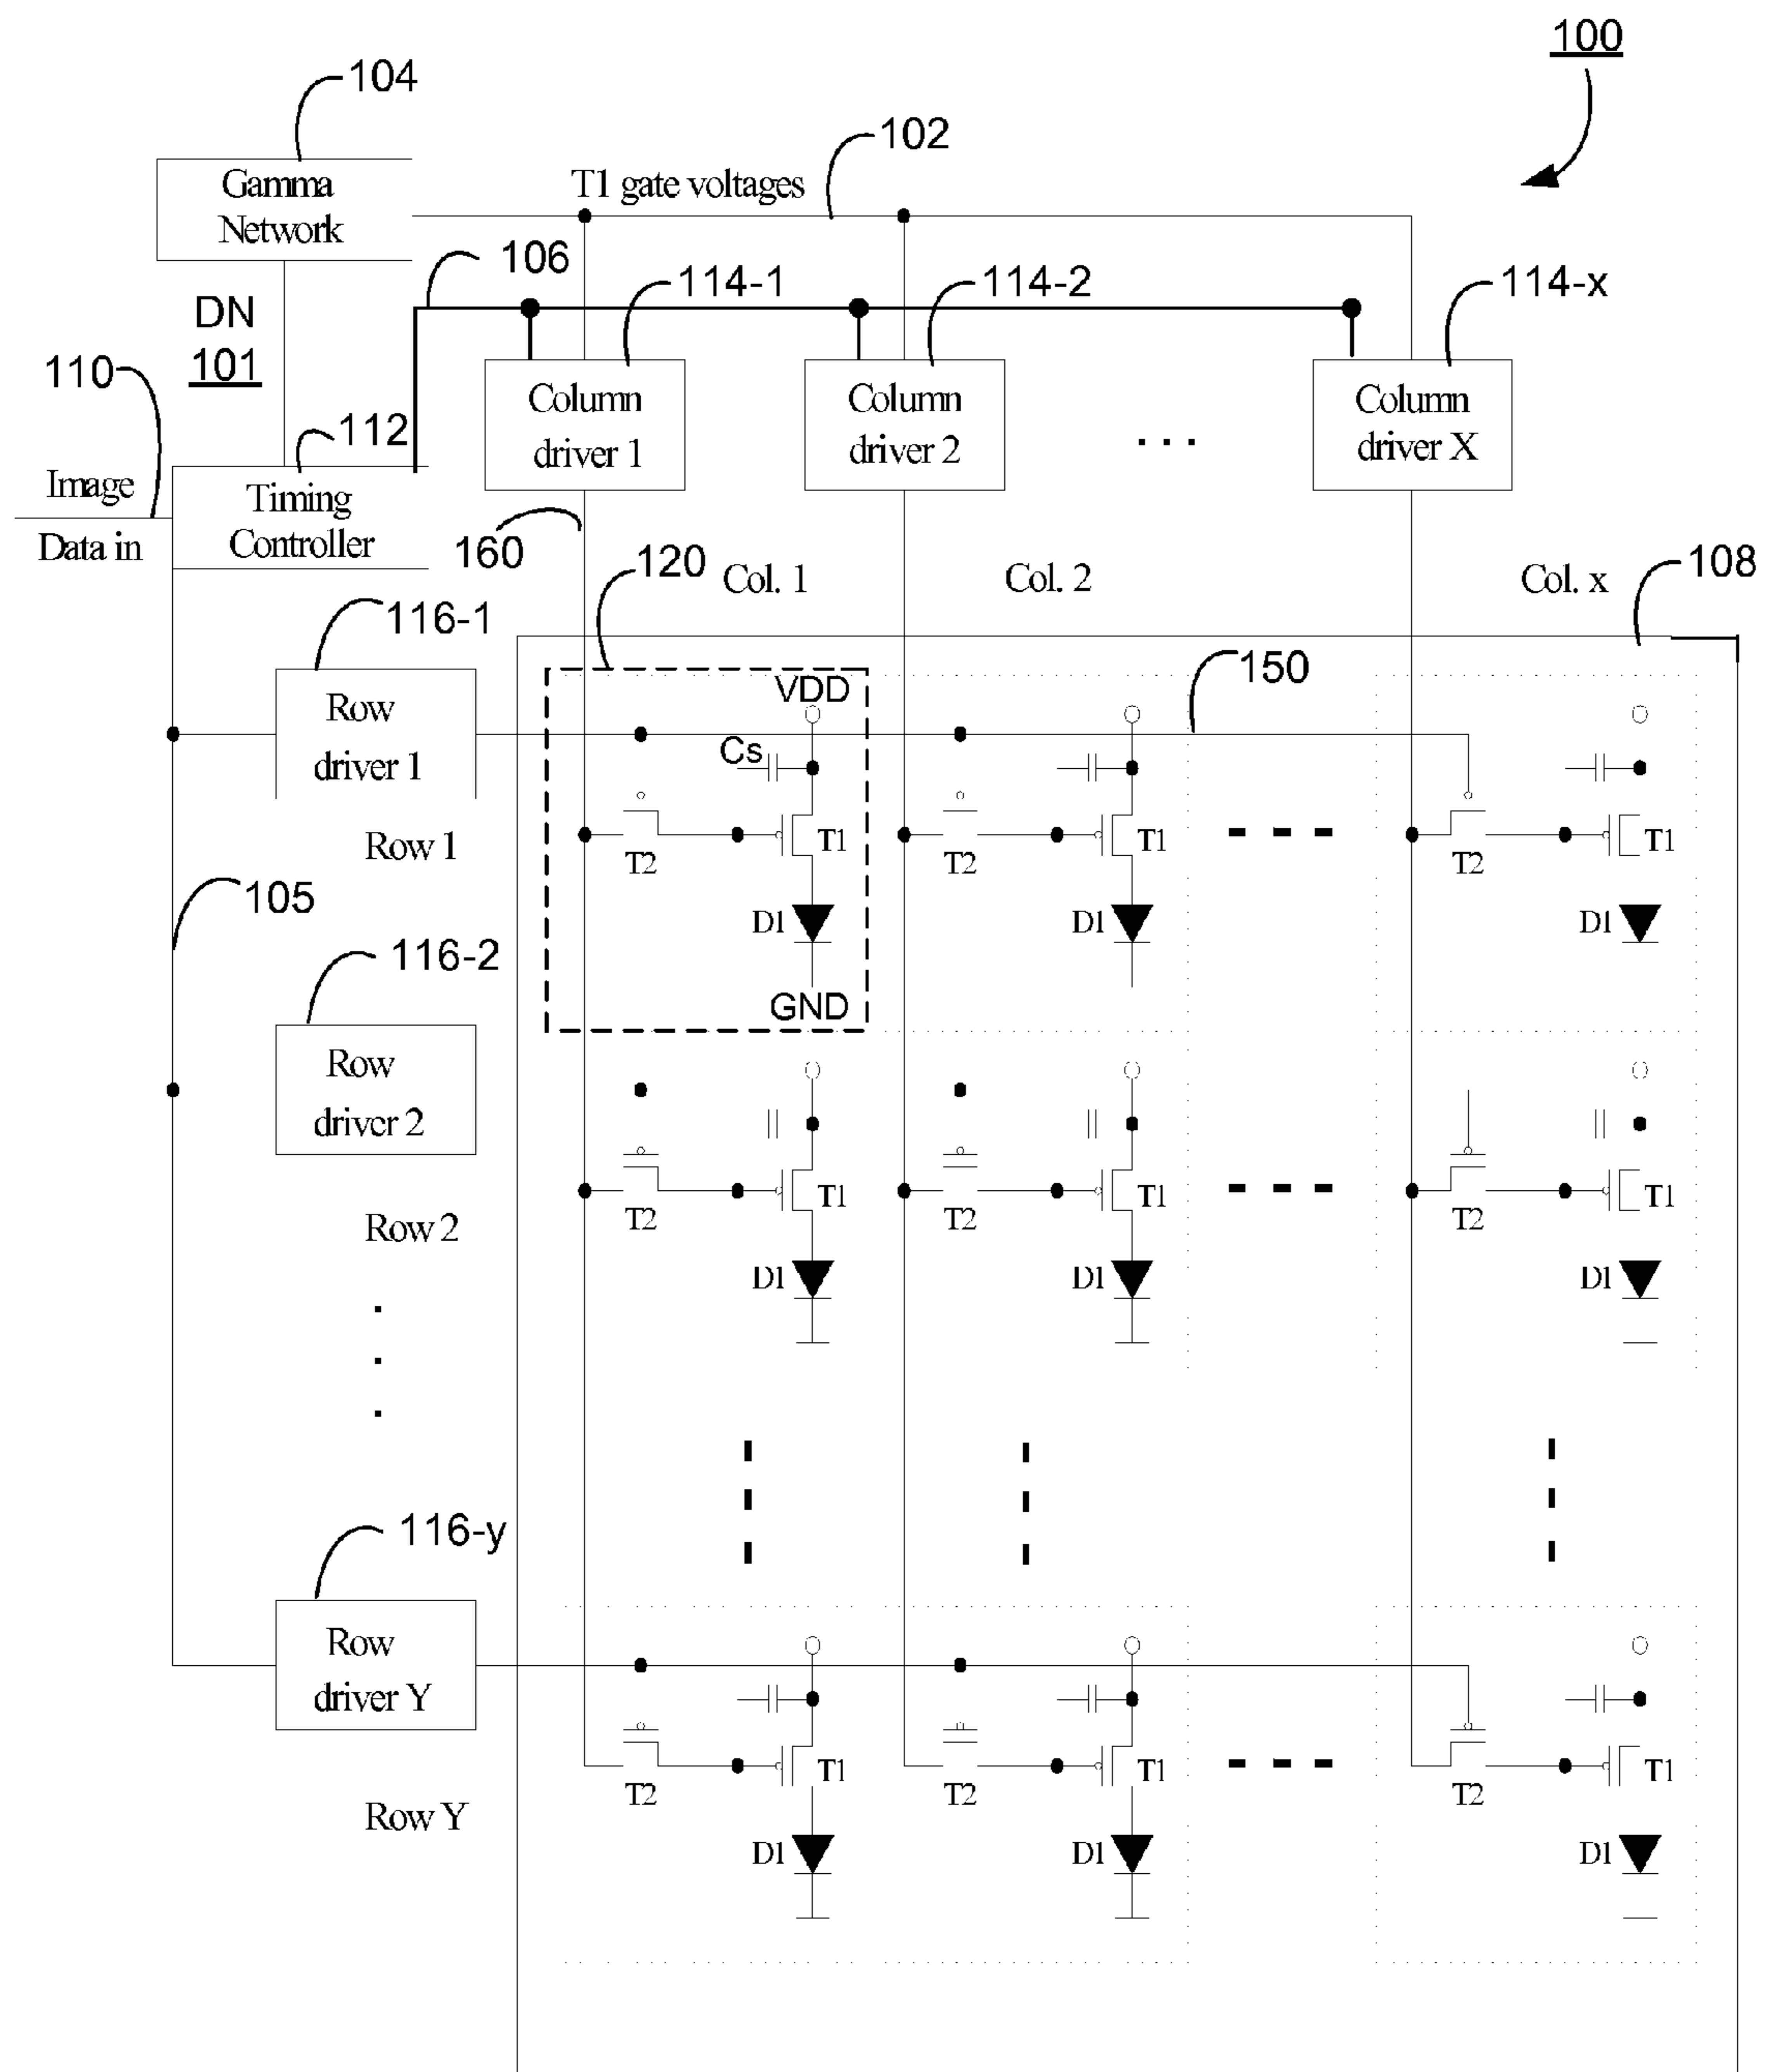 100
104
102
Gamma
Network
T1 gate voltages
106
114-1
114-2
114-x
DN
101
110
112
Column
driver 1
Column
driver 2
. . .
Column
driver X
Image
Data in
Timing
Controller
160
120
Col. 1
Col. 2
Col. x
108
116-1
150
Row
driver 1
VDD
Cs
T2
T1
T2
T1
T2
T1
Row 1
105
D1
D1
D1
116-2
GND
Row
driver 2
T2
T1
T2
T1
T2
T1
Row 2
D1
D1
D1
116-y
Row
driver Y
T2
T1
T2
T1
T2
T1
Row Y
D1
D1
D1